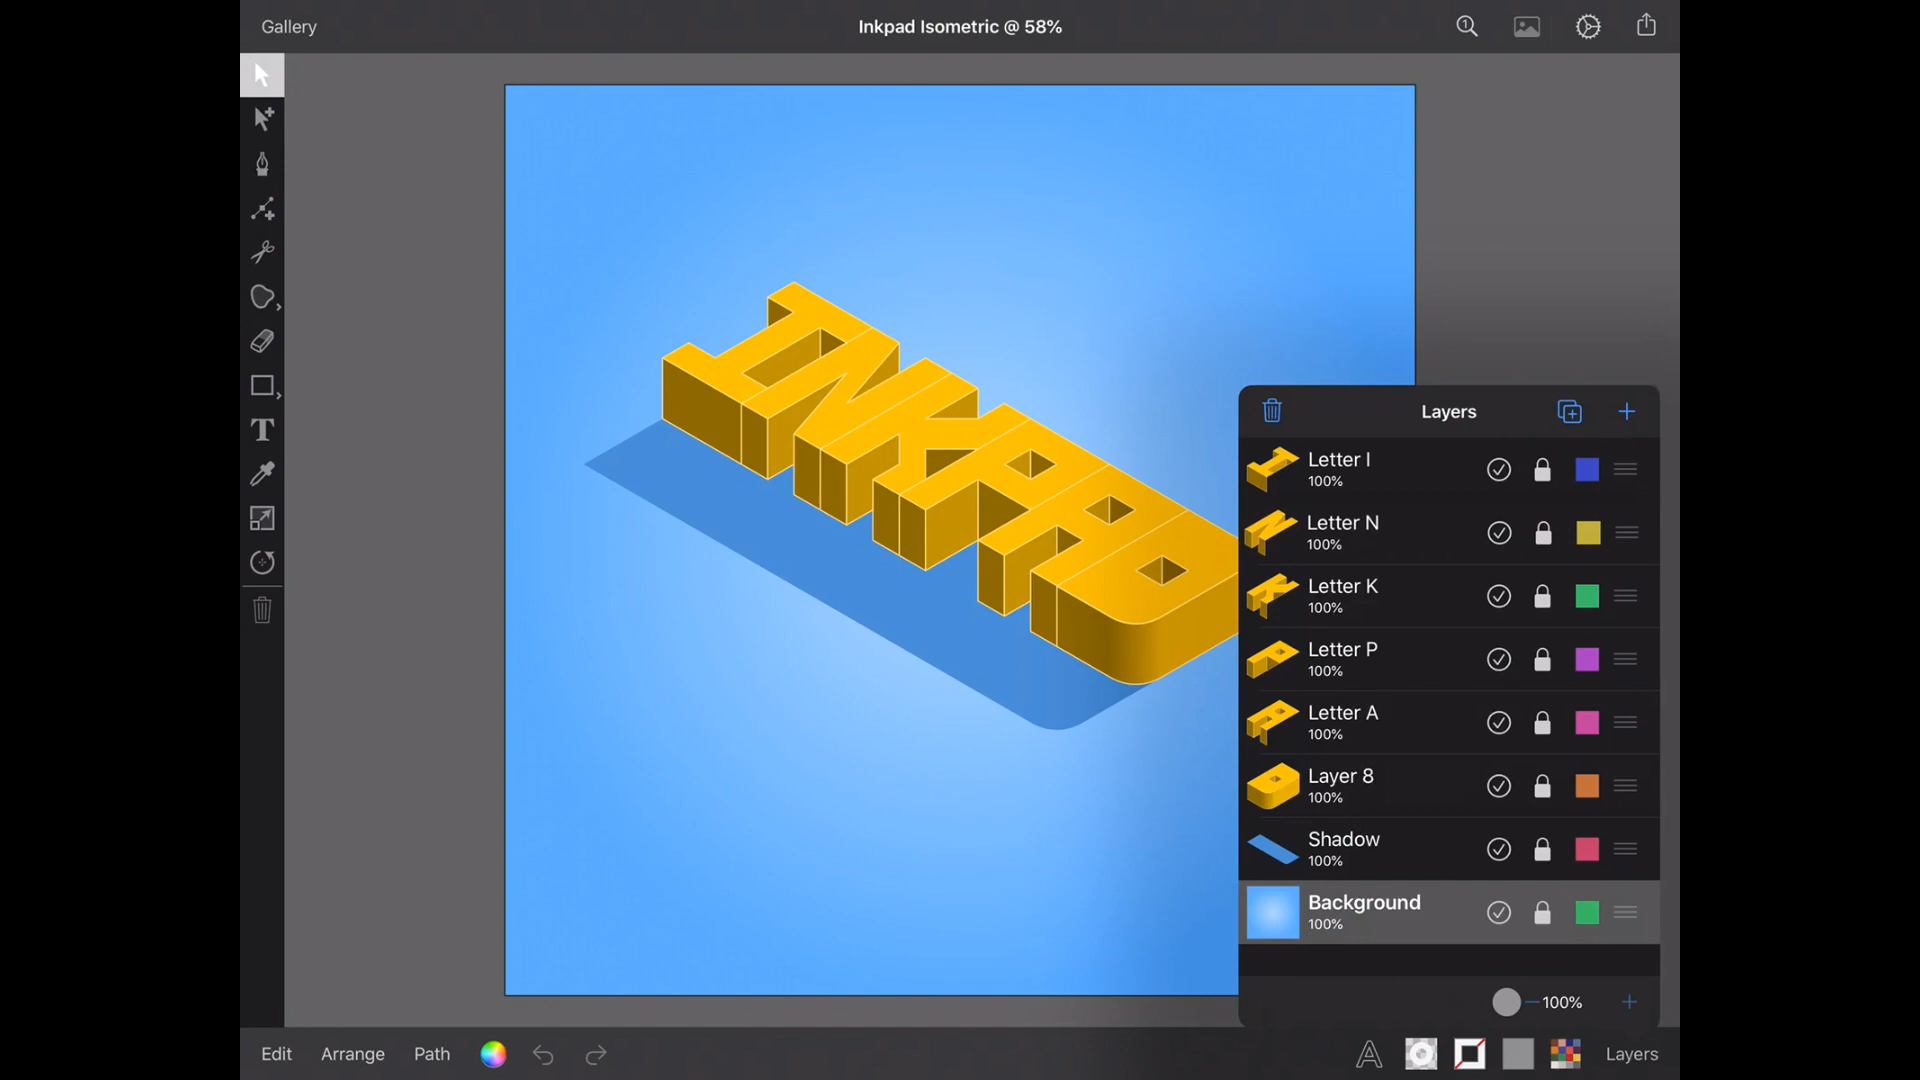 Gallery
Inkpad Isometric @ 58%
INKPAD
Layers
Letter I
100%
Letter N
100%
Letter K
100%
Letter P
100%
Letter A
100%
Layer 8
100%
Shadow
100%
Background
100%
100%
Edit
Arrange
Path
Layers